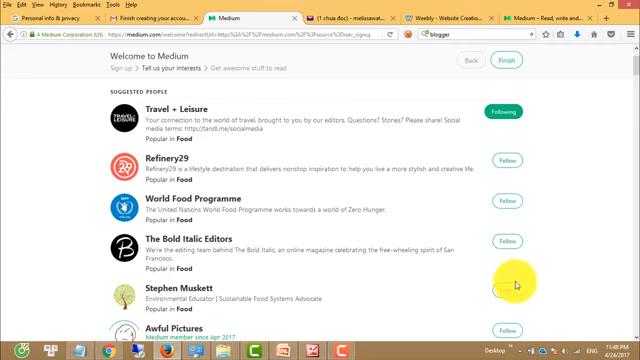 File Edit View History Bookmarks Tools Help
Google Personal info & privacy
Finish creating your accou...
Medium
(1 chưa đọc) - melissawat...
Weebly - Website Creatio...
Medium – Read, write and...
A Medium Corporation (US)
https://medium.com/welcome?redirectUrl=https%3A%2F%2Fmedium.com%2F%3Fsource%3Dnav_signup
blogger
Welcome to Medium
Sign up > Tell us your interests > Get awesome stuff to read
Back
Finish
SUGGESTED PEOPLE
TRAVEL+ LEISURE
Travel + Leisure
Your connection to the world of travel, brought to you by our editors. Questions? Stories? Please share! Social
media terms: http://tandl.me/socialmedia
Popular in Food
Following
29
Refinery29
Refinery29 is a lifestyle destination that delivers nonstop inspiration to help you live a more stylish and creative life.
Popular in Food
Follow
WFP
World Food Programme
The United Nations World Food Programme works towards a world of Zero Hunger.
Popular in Food
Follow
B
The Bold Italic Editors
We're the editing team behind The Bold Italic, an online magazine celebrating the free-wheeling spirit of San
Francisco.
Popular in Food
Follow
Stephen Muskett
Environmental Educator | Sustainable Food Systems Advocate
Popular in Food
Awful Pictures
Medium member since Apr 2017
Follow
Desktop
ENG
11:48 PM
4/24/2017